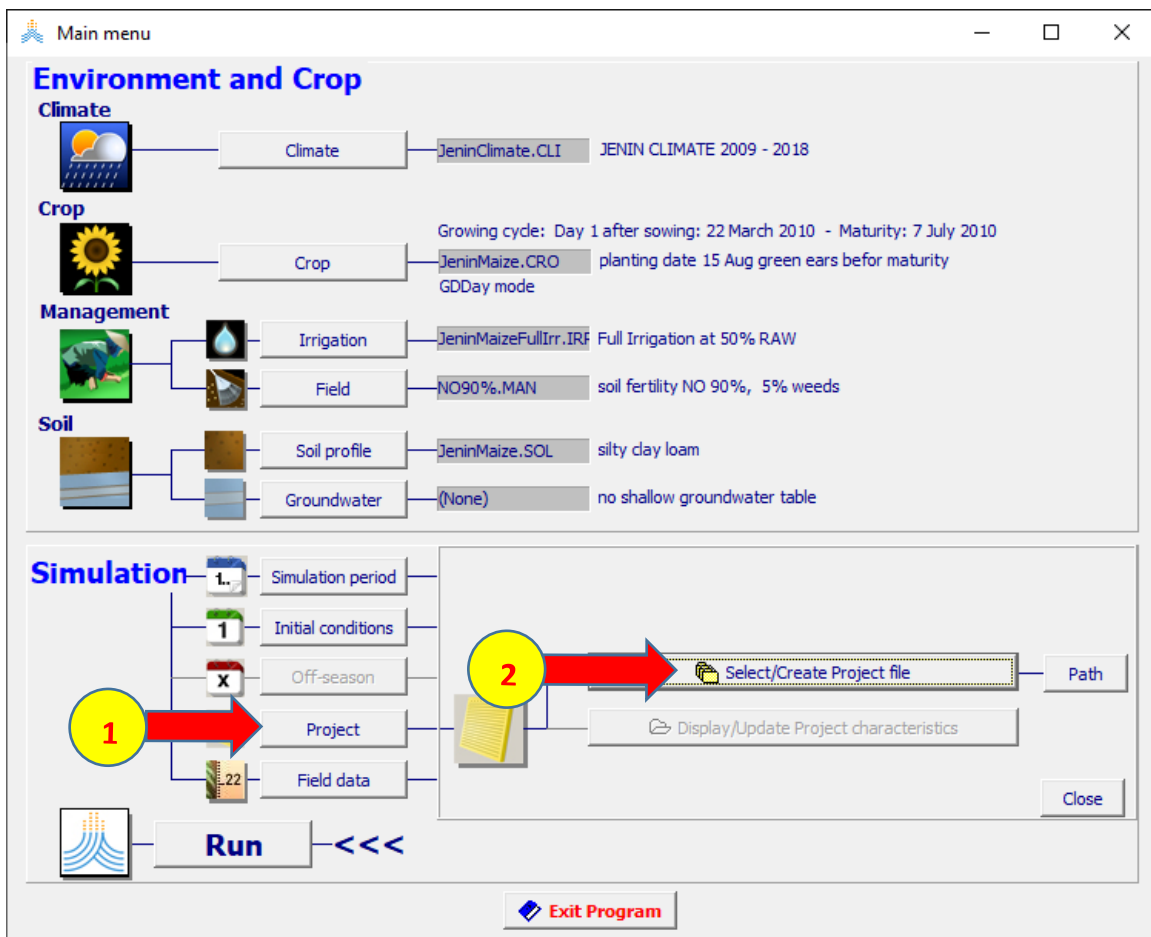 Main menu
Environment and Crop
Climate
Climate
JeninClimate.CLI JENIN CLIMATE 2009 - 2018
Crop
Growing cycle: Day 1 after sowing: 22 March 2010 - Maturity: 7 July 2010
Crop
JeninMaize.CRO planting date 15 Aug green ears befor maturity
GDDay mode
Management
Irrigation
JeninMaizeFullIrr.IRR Full Irrigation at 50% RAW
Field
NO90%.MAN soil fertility NO 90%, 5% weeds
Soil
Soil profile
JeninMaize.SOL silty clay loam
Groundwater
(None) no shallow groundwater table
Simulation
1..
Simulation period
1
Initial conditions
X
Off-season
1
Project
2
Select/Create Project file
Path
Display/Update Project characteristics
.22
Field data
Close
Run <<<
Exit Program